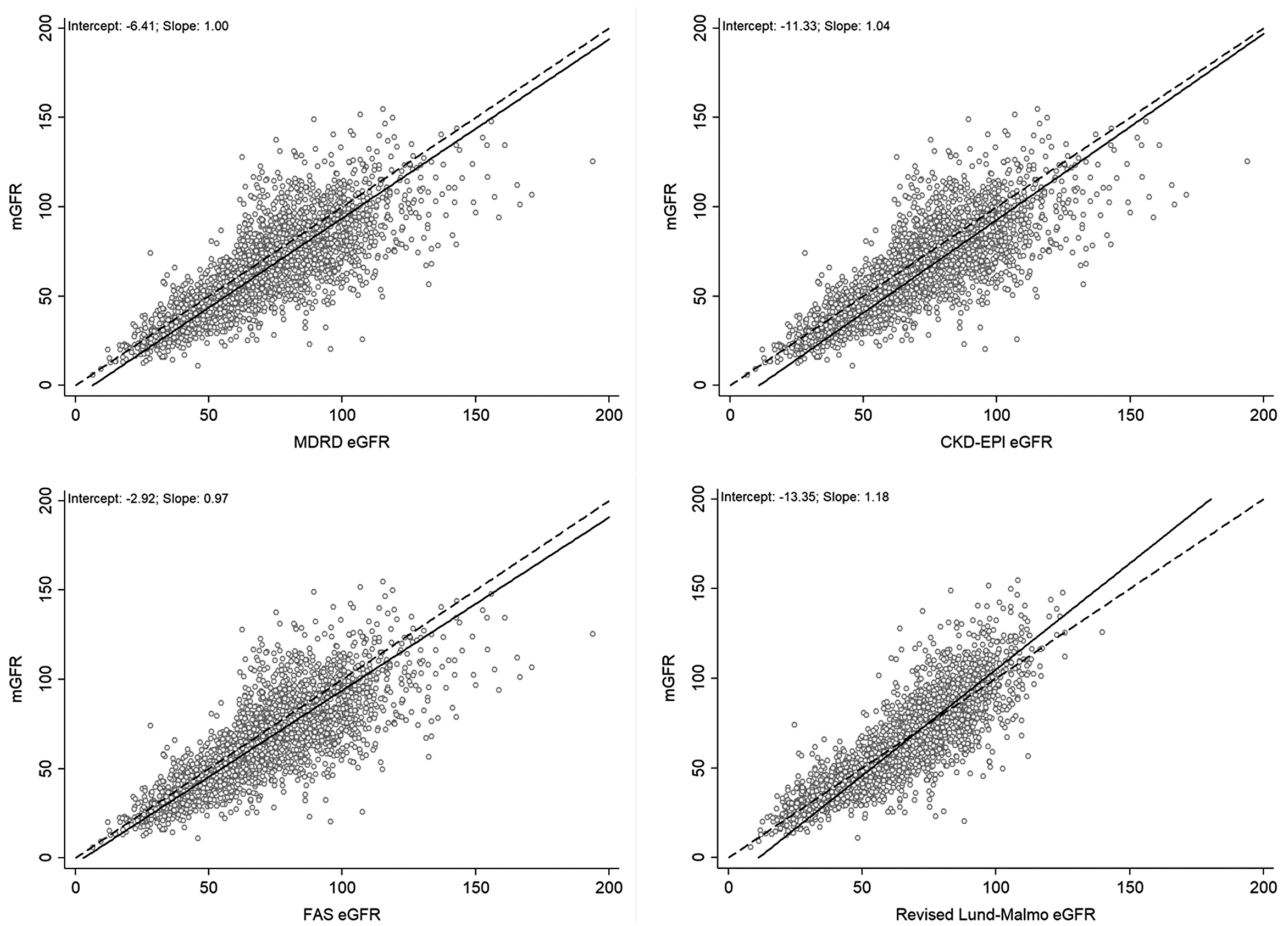 Intercept: -6.41; Slope: 1.00
200
150
100
50
0
mGFR
0 50 100 150 200
MDRD eGFR
Intercept: -11.33; Slope: 1.04
200
150
100
50
0
mGFR
0 50 100 150 200
CKD-EPI eGFR
Intercept: -2.92; Slope: 0.97
200
150
100
50
0
mGFR
0 50 100 150 200
FAS eGFR
Intercept: -13.35; Slope: 1.18
200
150
100
50
0
mGFR
0 50 100 150 200
Revised Lund-Malmo eGFR